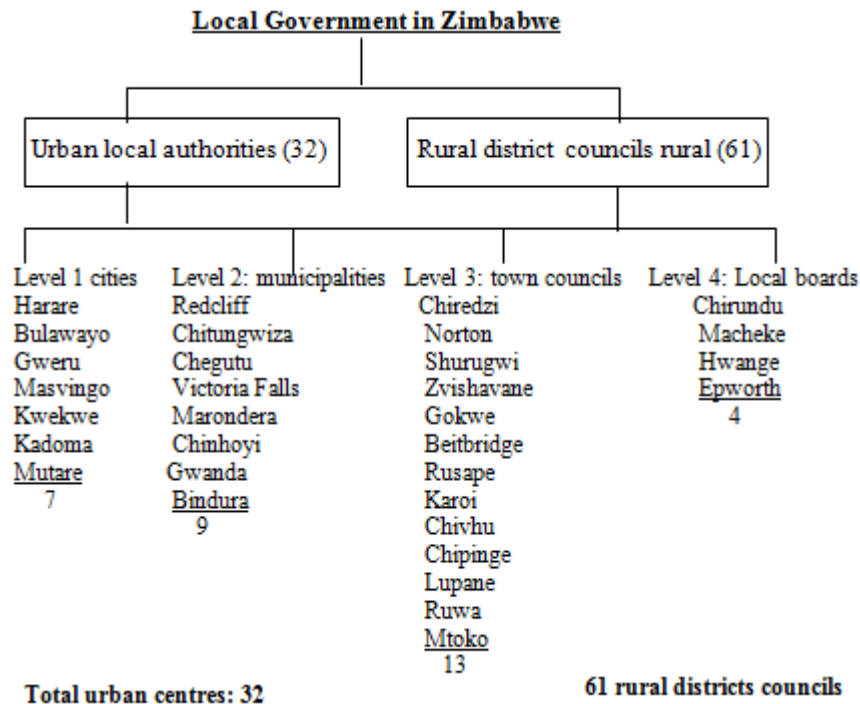 Local Government in Zimbabwe
Urban local authorities (32)
Rural district councils rural (61)
Level 1 cities
Harare
Bulawayo
Gweru
Masvingo
Kwekwe
Kadoma
Mutare
7
Level 2: municipalities
Redcliff
Chitungwiza
Chegutu
Victoria Falls
Marondera
Chinhoyi
Gwanda
Bindura
9
Level 3: town councils
Chiredzi
Norton
Shurugwi
Zvishavane
Gokwe
Beitbridge
Rusape
Karoi
Chivhu
Chipinge
Lupane
Ruwa
Mtoko
13
Level 4: Local boards
Chirundu
Macheke
Hwange
Epworth
4
Total urban centres: 32
61 rural districts councils